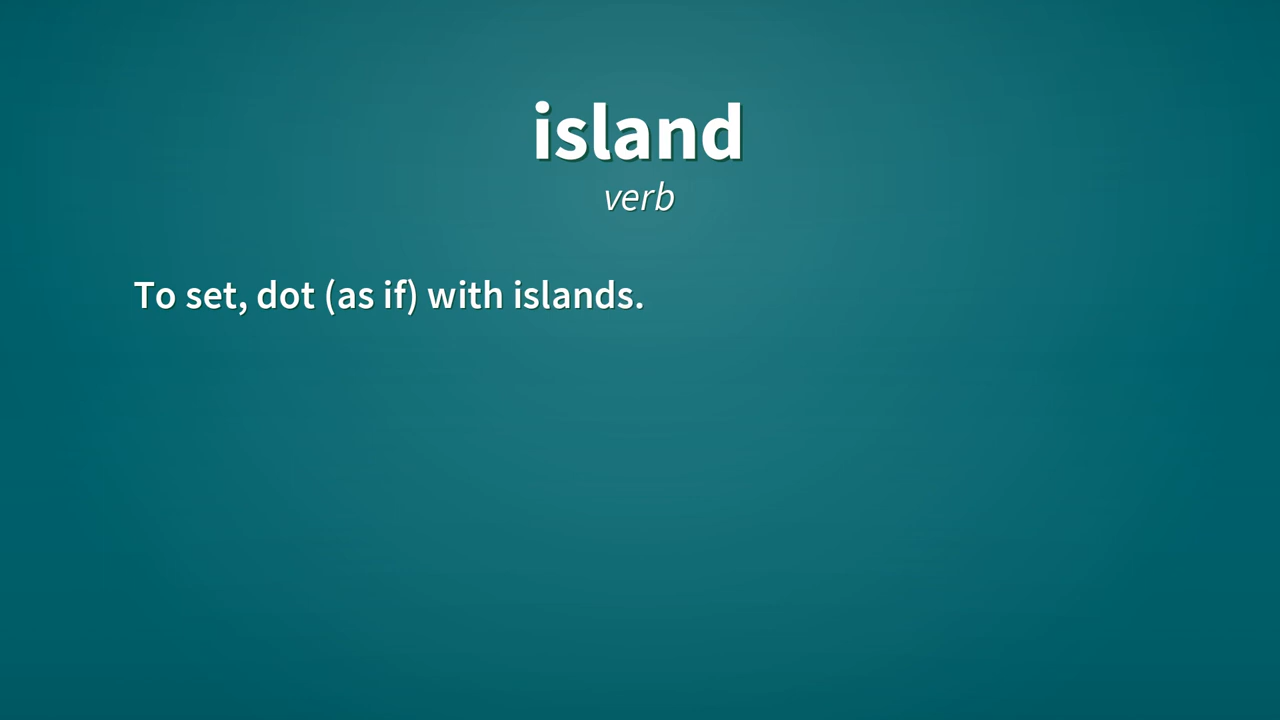 island
verb
To set, dot (as if) with islands.